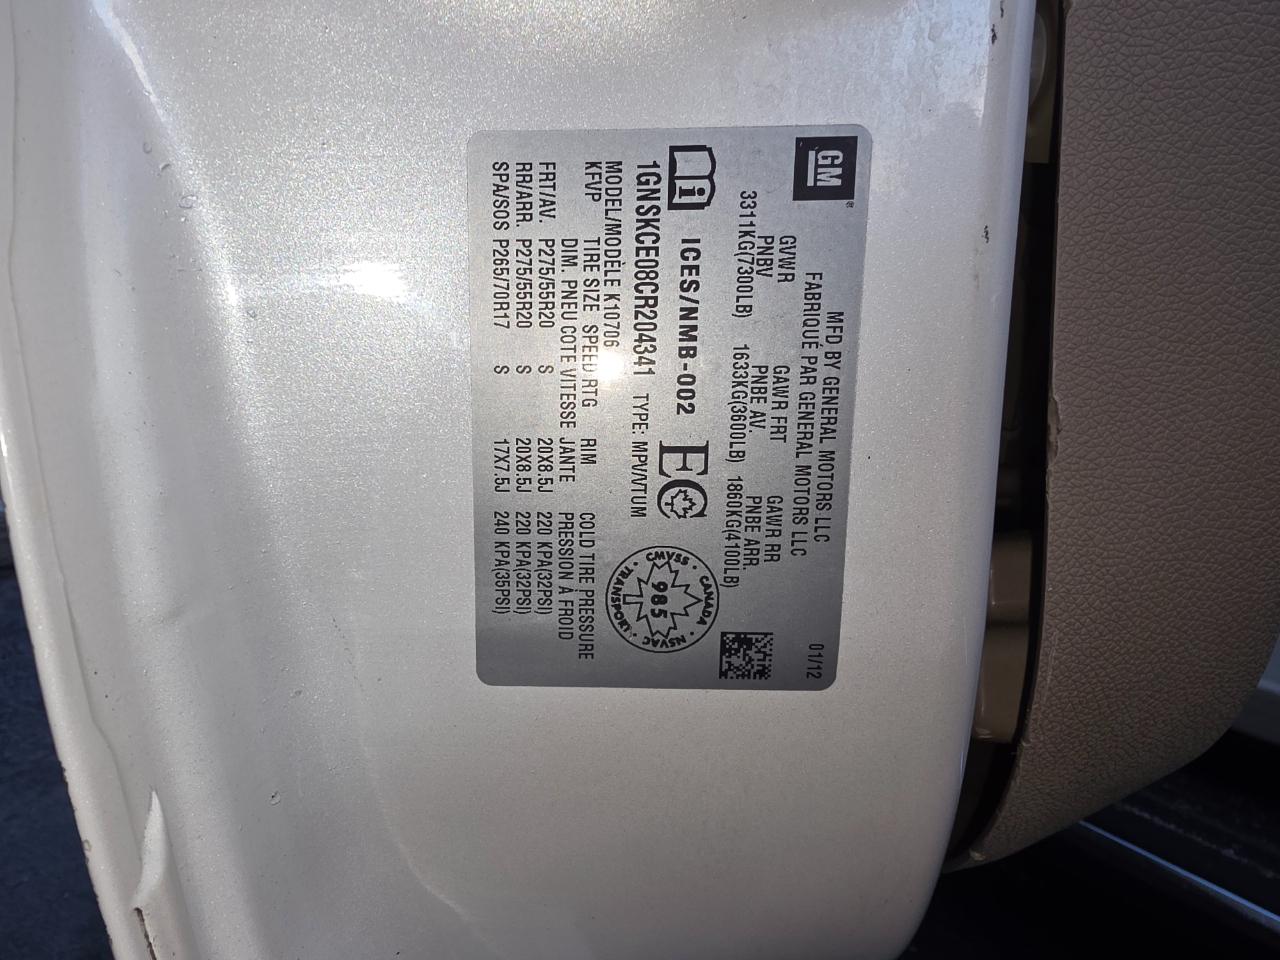 GM
MFD BY GENERAL MOTORS LLC
FABRIQUÉ PAR GENERAL MOTORS LLC
01/12
GVWR GAWR FRT GAWR RR
PNBV PNBE AV. PNBE ARR.
3311KG(7300LB) 1633KG(3600LB) 1860KG(4100LB)
i ICES/NMB-002 EC
CANADA · NSVAC · TRANSPORT · CMVSS ·
985
1GNSKCE08CR204341 TYPE: MPV/VTUM
MODEL/MODÈLE K10706
KFVP TIRE SIZE SPEED RTG RIM COLD TIRE PRESSURE
DIM. PNEU COTE VITESSE JANTE PRESSION À FROID
FRT/AV. P275/55R20 S 20X8.5J 220 KPA(32PSI)
RR/ARR. P275/55R20 S 20X8.5J 220 KPA(32PSI)
SPA/SOS P265/70R17 S 17X7.5J 240 KPA(35PSI)